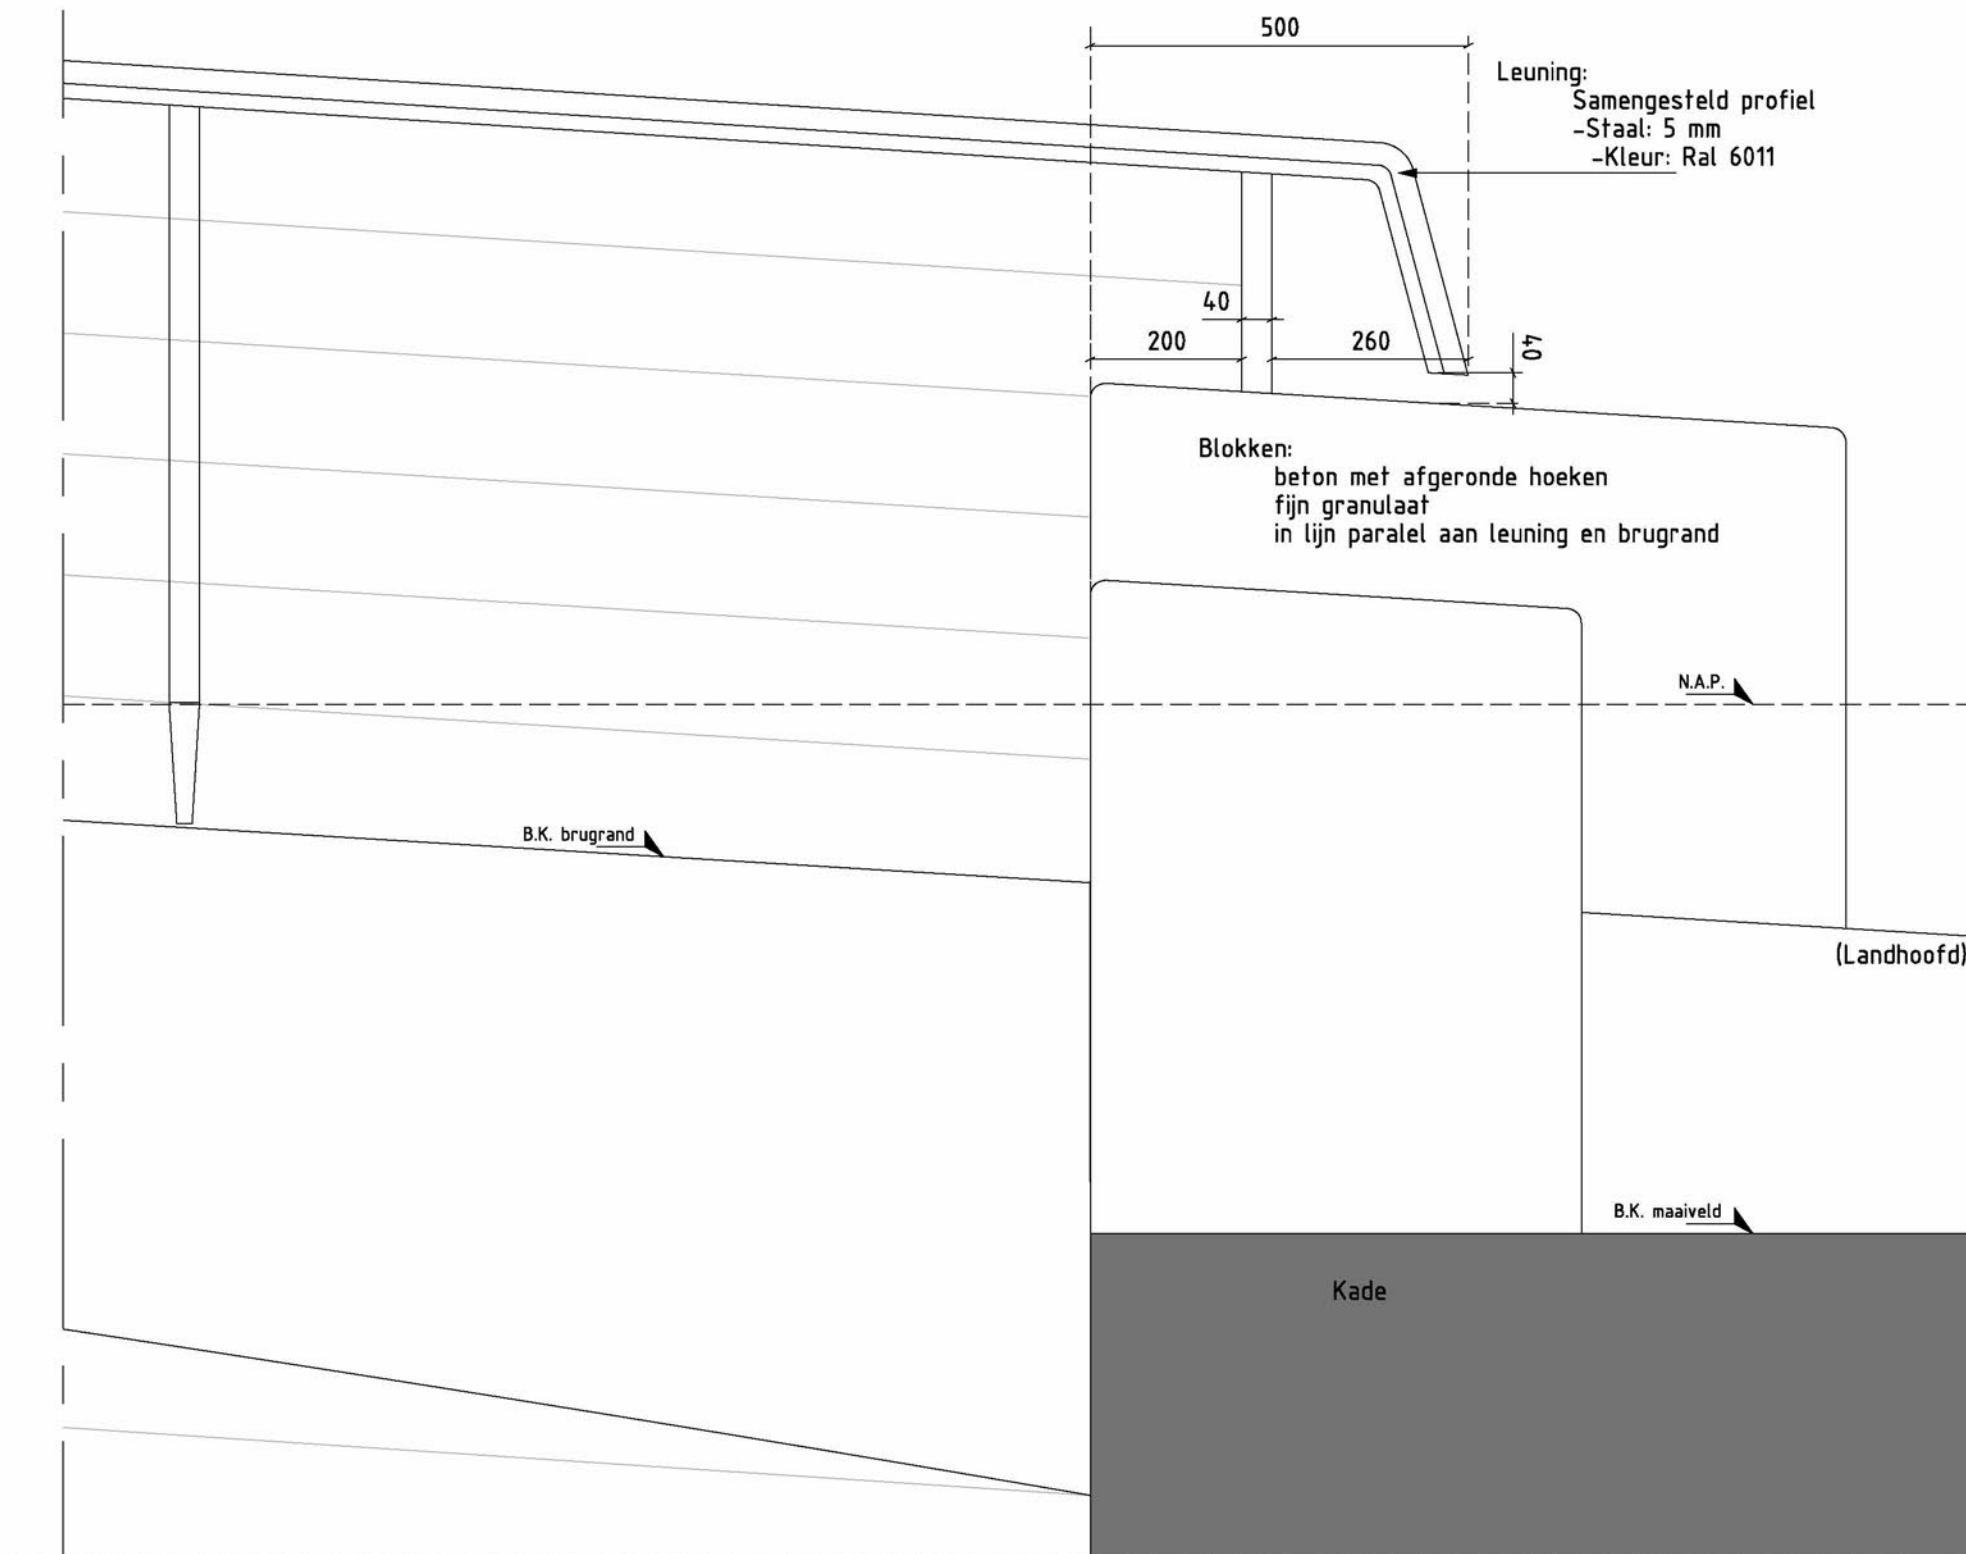 500
Leuning:
Samengesteld profiel
-Staal: 5 mm
-Kleur: Ral 6011
40
200
260
40
Blokken:
beton met afgeronde hoeken
fijn granulaat
in lijn paralel aan leuning en brugrand
N.A.P.
B.K. brugrand
(Landhoofd)
B.K. maaiveld
Kade